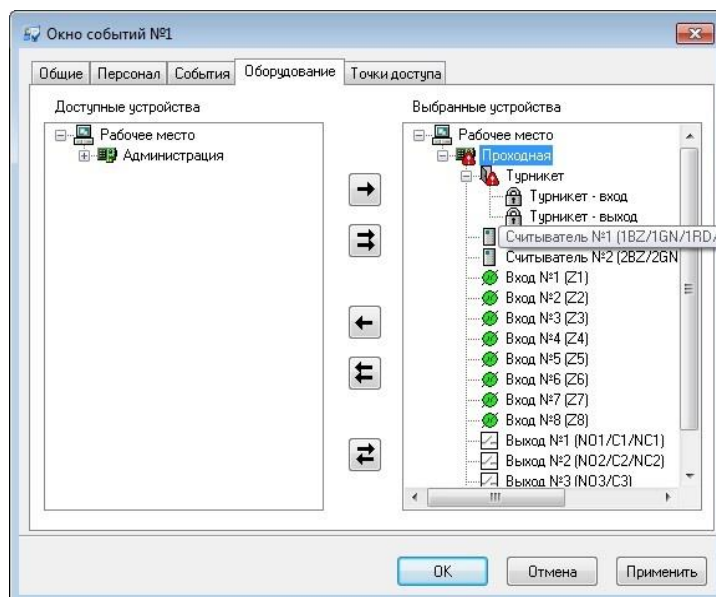 Окно событий №1
Общие Персонал События Оборудование Точки доступа
Доступные устройства
Рабочее место
Администрация
Выбранные устройства
Рабочее место
Проходная
Турникет
Турникет - вход
Турникет - выход
Считыватель №1 (1BZ/1GN/1RD/
Считыватель №2 (2BZ/2GN
Вход №1 (Z1)
Вход №2 (Z2)
Вход №3 (Z3)
Вход №4 (Z4)
Вход №5 (Z5)
Вход №6 (Z6)
Вход №7 (Z7)
Вход №8 (Z8)
Выход №1 (NO1/C1/NC1)
Выход №2 (NO2/C2/NC2)
Выход №3 (NO3/C3)
OK Отмена Применить